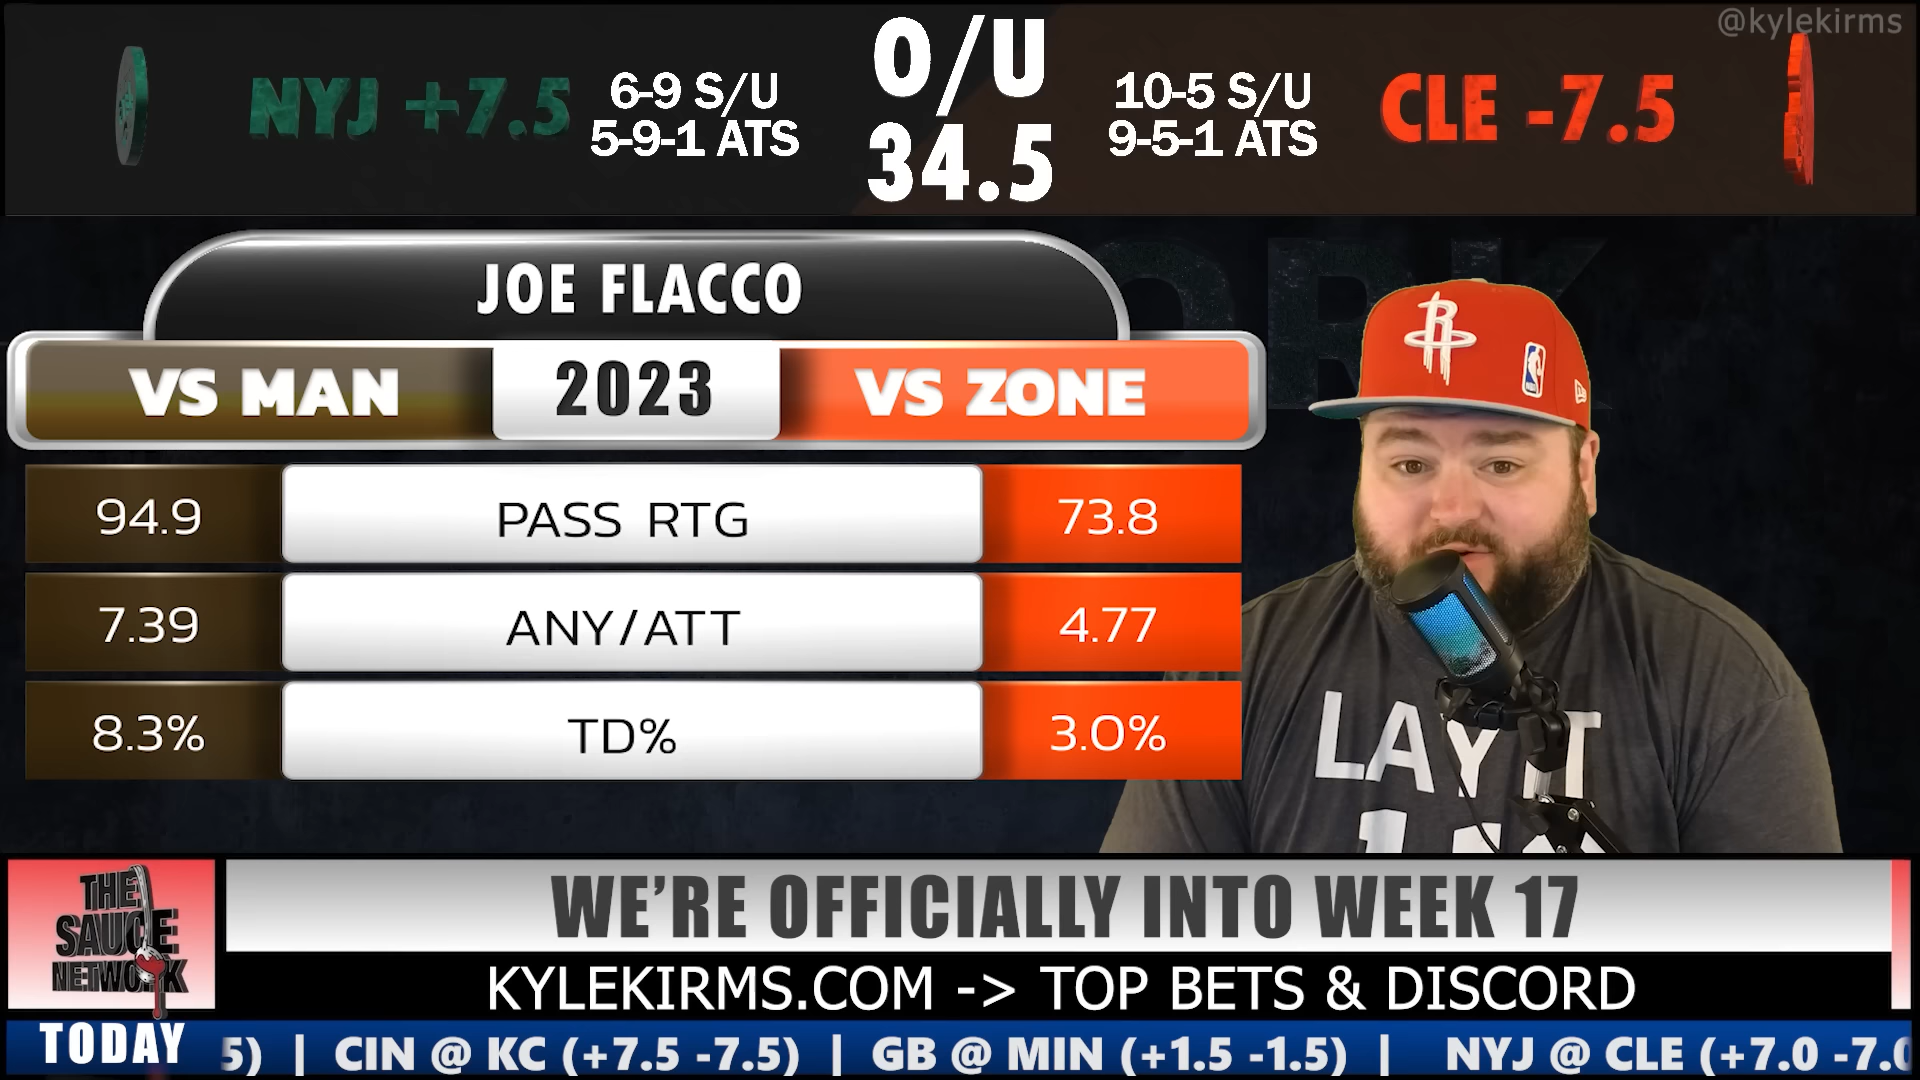 @kylekirms
NYJ +7.5
6-9 S/U
5-9-1 ATS
O/U
34.5
10-5 S/U
9-5-1 ATS
CLE -7.5
JOE FLACCO
VS MAN
2023
VS ZONE
94.9 PASS RTG 73.8
7.39 ANY/ATT 4.77
8.3% TD% 3.0%
LAY IT
THE
SAUCE
NETWORK
WE'RE OFFICIALLY INTO WEEK 17
KYLEKIRMS.COM -> TOP BETS & DISCORD
TODAY
5) | CIN @ KC (+7.5 -7.5) | GB @ MIN (+1.5 -1.5) | NYJ @ CLE (+7.0 -7.0